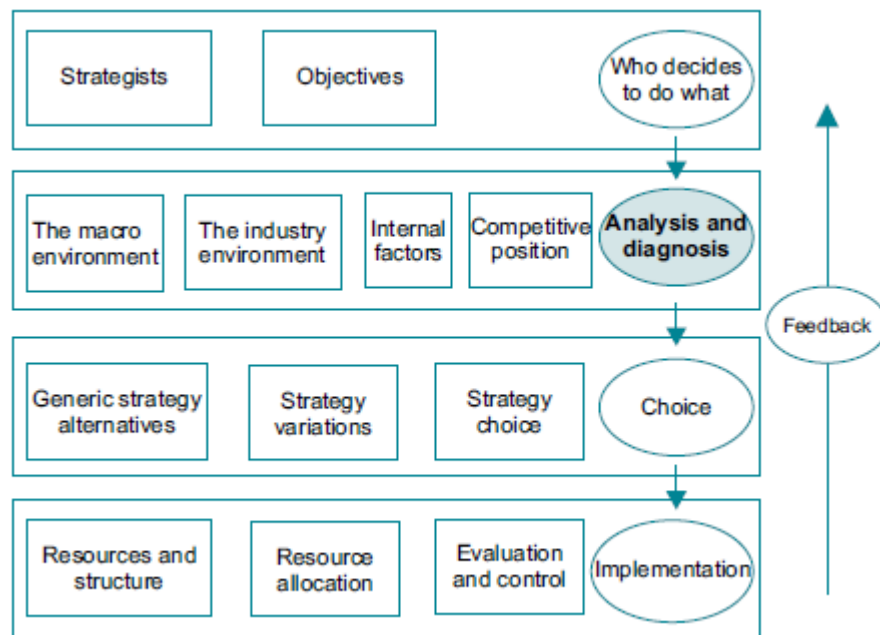 Strategists
Objectives
Who decides
to do what
The macro
environment
The industry
environment
Internal
factors
Competitive
position
Analysis and
diagnosis
Feedback
Generic strategy
alternatives
Strategy
variations
Strategy
choice
Choice
Resources and
structure
Resource
allocation
Evaluation
and control
Implementation